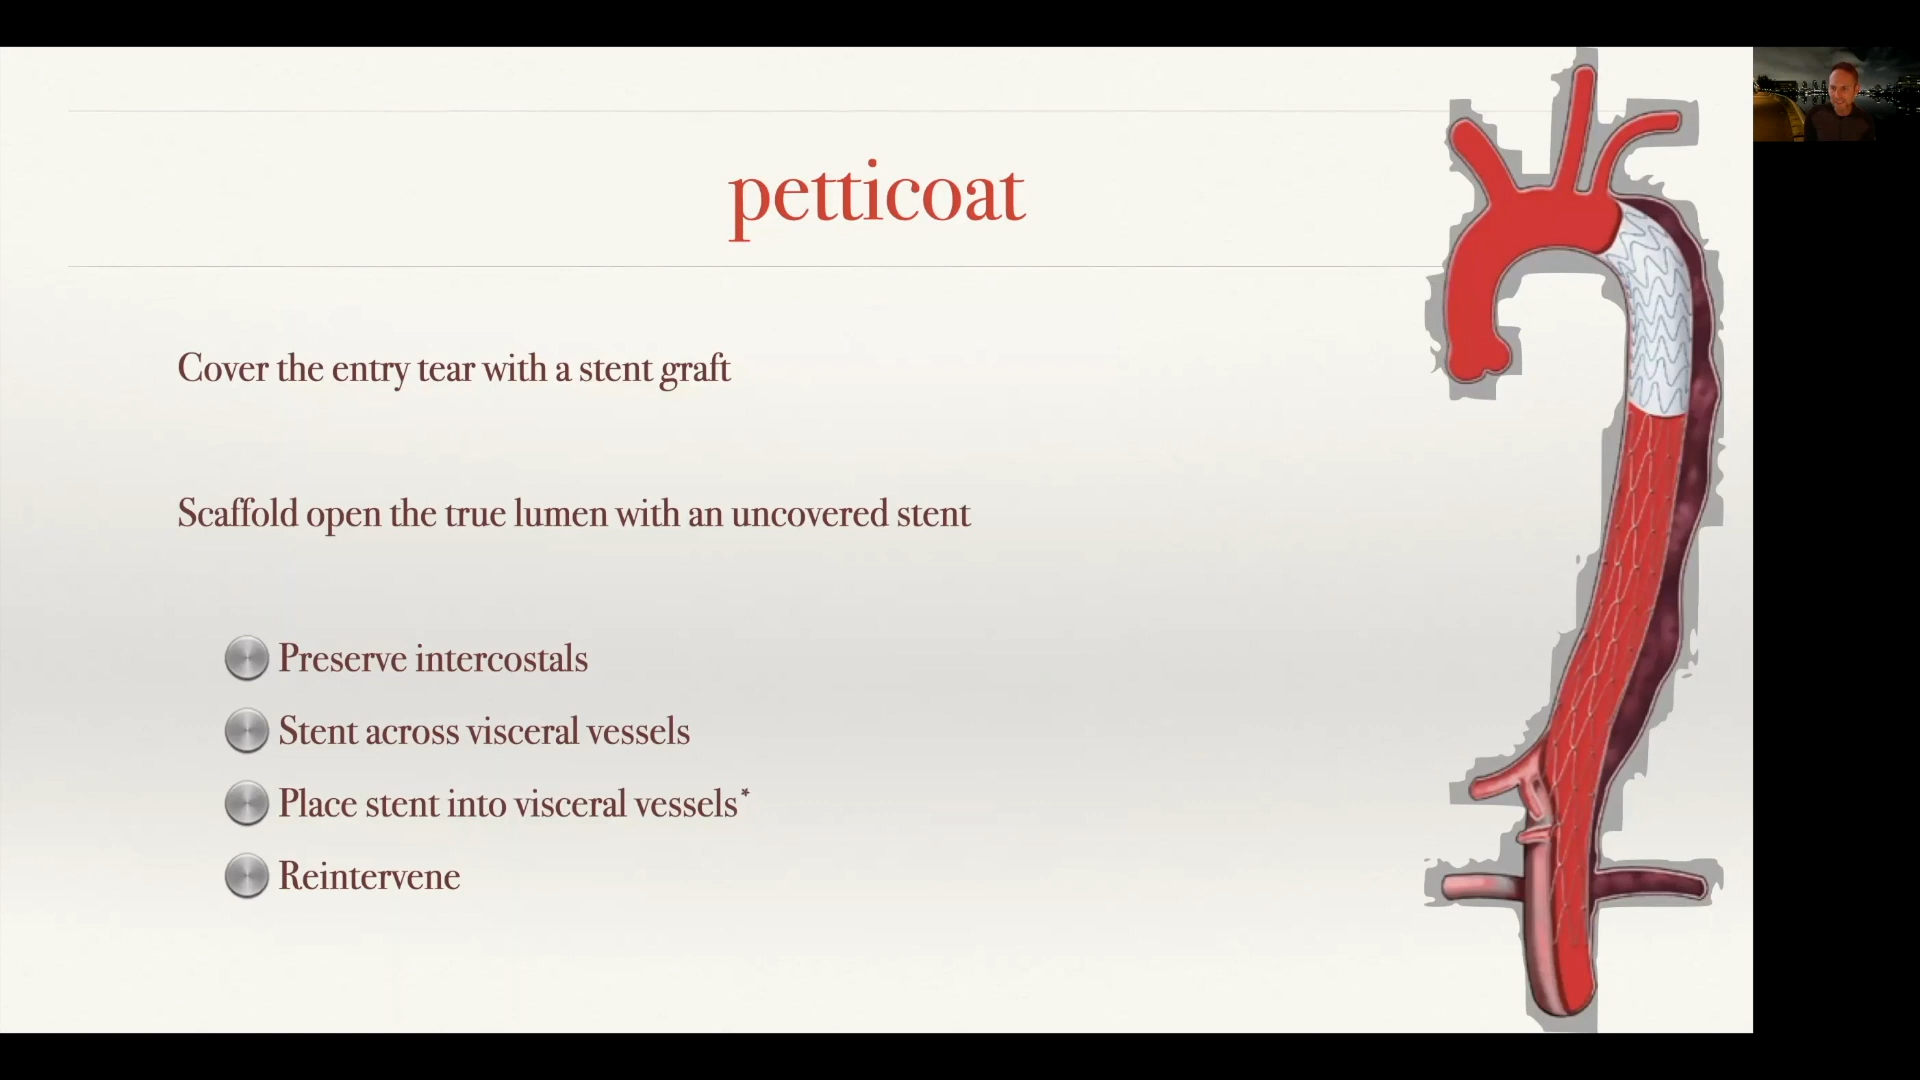 petticoat
Cover the entry tear with a stent graft
Scaffold open the true lumen with an uncovered stent
Preserve intercostals
Stent across visceral vessels
Place stent into visceral vessels*
Reintervene